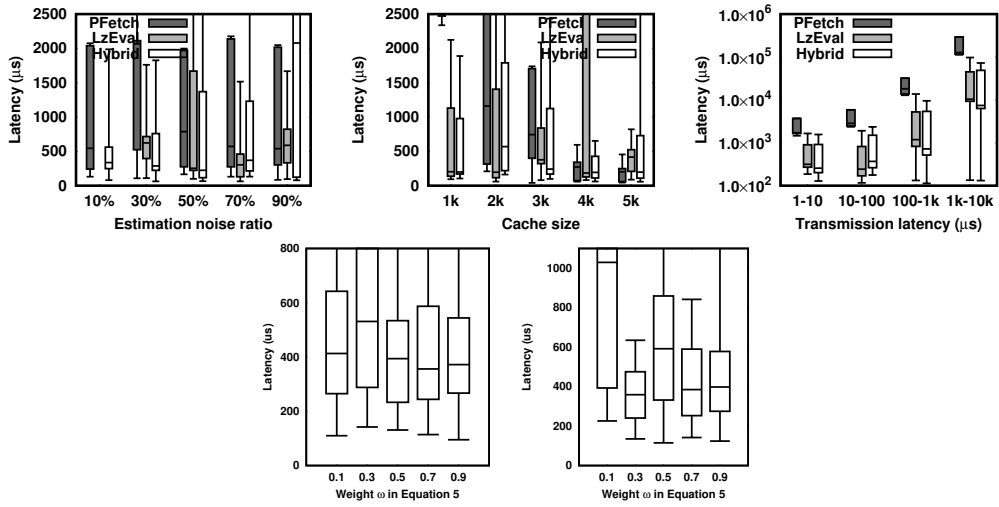 Latency (μs)
2500
2000
1500
1000
500
0
PFetch
LzEval
Hybrid
10% 30% 50% 70% 90%
Estimation noise ratio
Latency (μs)
2500
2000
1500
1000
500
0
PFetch
LzEval
Hybrid
1k 2k 3k 4k 5k
Cache size
Latency (μs)
1.0×10⁶
1.0×10⁵
1.0×10⁴
1.0×10³
1.0×10²
PFetch
LzEval
Hybrid
1-10 10-100 100-1k 1k-10k
Transmission latency (μs)
Latency (us)
800
600
400
200
0
0.1 0.3 0.5 0.7 0.9
Weight ω in Equation 5
Latency (us)
1000
800
600
400
200
0
0.1 0.3 0.5 0.7 0.9
Weight ω in Equation 5